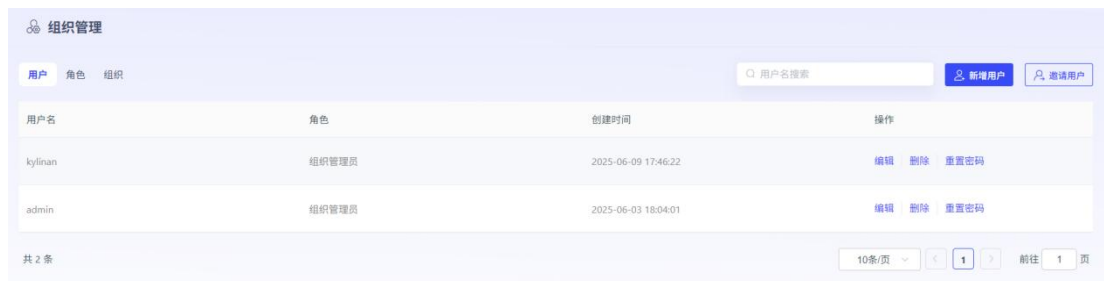 组织管理
用户 角色 组织 用户名搜索 新增用户 邀请用户
用户名 角色 创建时间 操作
kylinan 组织管理员 2025-06-09 17:46:22 编辑 删除 重置密码
admin 组织管理员 2025-06-03 18:04:01 编辑 删除 重置密码
共 2 条 10条/页 1 前往 1 页